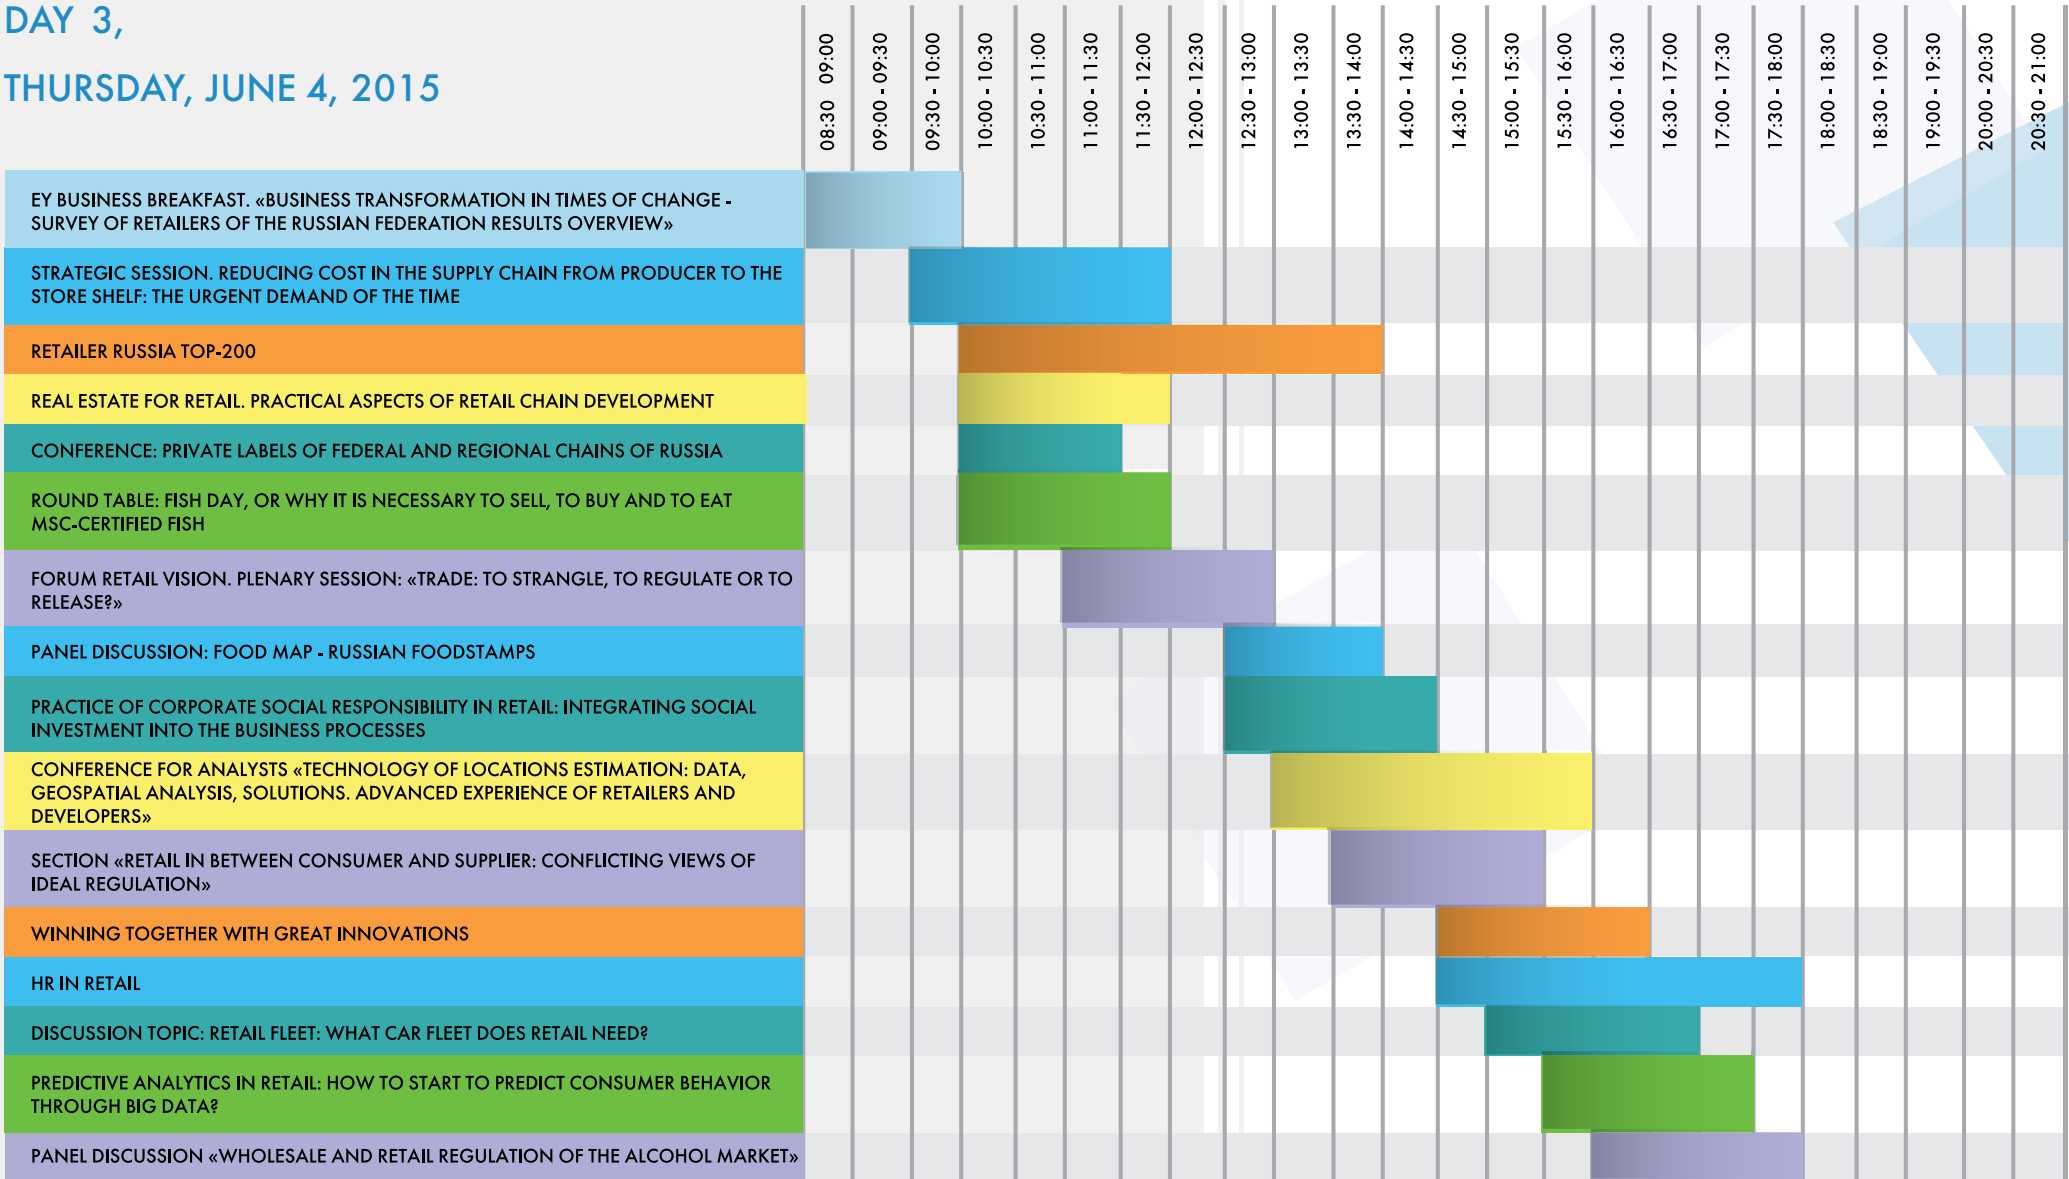 DAY 3,
THURSDAY, JUNE 4, 2015
08:30 09:00
09:00 - 09:30
09:30 - 10:00
10:00 - 10:30
10:30 - 11:00
11:00 - 11:30
11:30 - 12:00
12:00 - 12:30
12:30 - 13:00
13:00 - 13:30
13:30 - 14:00
14:00 - 14:30
14:30 - 15:00
15:00 - 15:30
15:30 - 16:00
16:00 - 16:30
16:30 - 17:00
17:00 - 17:30
17:30 - 18:00
18:00 - 18:30
18:30 - 19:00
19:00 - 19:30
20:00 - 20:30
20:30 - 21:00
EY BUSINESS BREAKFAST. «BUSINESS TRANSFORMATION IN TIMES OF CHANGE -
SURVEY OF RETAILERS OF THE RUSSIAN FEDERATION RESULTS OVERVIEW»
STRATEGIC SESSION. REDUCING COST IN THE SUPPLY CHAIN FROM PRODUCER TO THE
STORE SHELF: THE URGENT DEMAND OF THE TIME
RETAILER RUSSIA TOP-200
REAL ESTATE FOR RETAIL. PRACTICAL ASPECTS OF RETAIL CHAIN DEVELOPMENT
CONFERENCE: PRIVATE LABELS OF FEDERAL AND REGIONAL CHAINS OF RUSSIA
ROUND TABLE: FISH DAY, OR WHY IT IS NECESSARY TO SELL, TO BUY AND TO EAT
MSC-CERTIFIED FISH
FORUM RETAIL VISION. PLENARY SESSION: «TRADE: TO STRANGLE, TO REGULATE OR TO
RELEASE?»
PANEL DISCUSSION: FOOD MAP - RUSSIAN FOODSTAMPS
PRACTICE OF CORPORATE SOCIAL RESPONSIBILITY IN RETAIL: INTEGRATING SOCIAL
INVESTMENT INTO THE BUSINESS PROCESSES
CONFERENCE FOR ANALYSTS «TECHNOLOGY OF LOCATIONS ESTIMATION: DATA,
GEOSPATIAL ANALYSIS, SOLUTIONS. ADVANCED EXPERIENCE OF RETAILERS AND
DEVELOPERS»
SECTION «RETAIL IN BETWEEN CONSUMER AND SUPPLIER: CONFLICTING VIEWS OF
IDEAL REGULATION»
WINNING TOGETHER WITH GREAT INNOVATIONS
HR IN RETAIL
DISCUSSION TOPIC: RETAIL FLEET: WHAT CAR FLEET DOES RETAIL NEED?
PREDICTIVE ANALYTICS IN RETAIL: HOW TO START TO PREDICT CONSUMER BEHAVIOR
THROUGH BIG DATA?
PANEL DISCUSSION «WHOLESALE AND RETAIL REGULATION OF THE ALCOHOL MARKET»